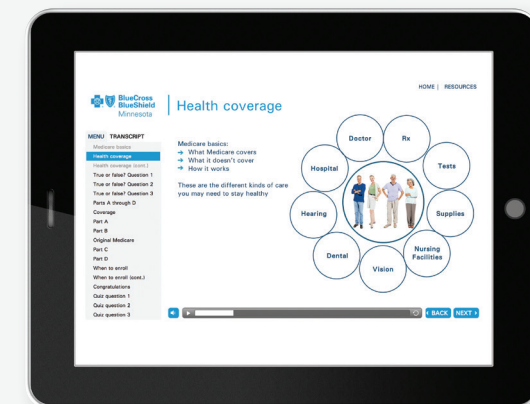 HOME | RESOURCES
BlueCross
BlueShield
Minnesota
Health coverage
MENU TRANSCRIPT
Medicare basics
Health coverage
Health coverage (cont.)
True or false? Question 1
True or false? Question 2
True or false? Question 3
Parts A through D
Coverage
Part A
Part B
Original Medicare
Part C
Part D
When to enroll
When to enroll (cont.)
Congratulations
Quiz question 1
Quiz question 2
Quiz question 3
Medicare basics:
➔ What Medicare covers
➔ What it doesn't cover
➔ How it works
These are the different kinds of care
you may need to stay healthy
Doctor
Rx
Tests
Supplies
Nursing
Facilities
Vision
Dental
Hearing
Hospital
BACK
NEXT